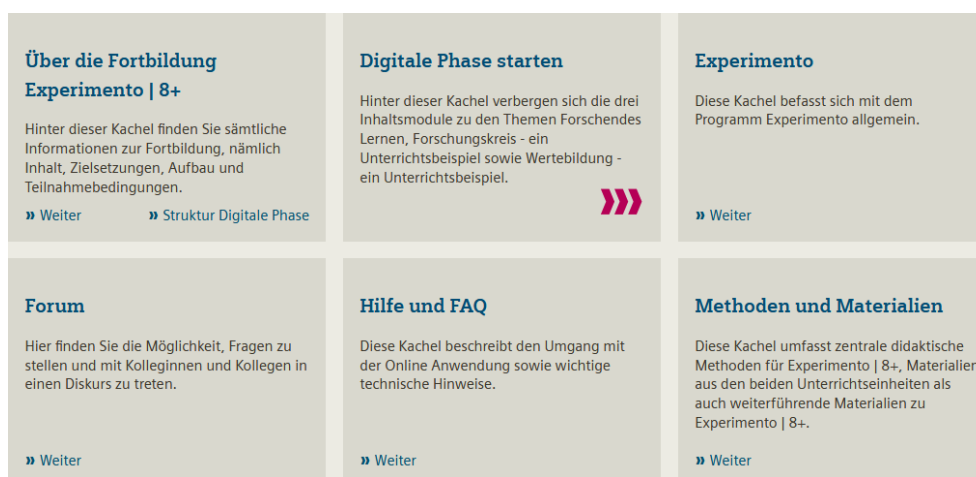 Über die Fortbildung
Experimento | 8+
Hinter dieser Kachel finden Sie sämtliche
Informationen zur Fortbildung, nämlich
Inhalt, Zielsetzungen, Aufbau und
Teilnahmebedingungen.
» Weiter » Struktur Digitale Phase
Digitale Phase starten
Hinter dieser Kachel verbergen sich die drei
Inhaltsmodule zu den Themen Forschendes
Lernen, Forschungskreis - ein
Unterrichtsbeispiel sowie Wertebildung -
ein Unterrichtsbeispiel.
Experimento
Diese Kachel befasst sich mit dem
Programm Experimento allgemein.
» Weiter
Forum
Hier finden Sie die Möglichkeit, Fragen zu
stellen und mit Kolleginnen und Kollegen in
einen Diskurs zu treten.
» Weiter
Hilfe und FAQ
Diese Kachel beschreibt den Umgang mit
der Online Anwendung sowie wichtige
technische Hinweise.
» Weiter
Methoden und Materialien
Diese Kachel umfasst zentrale didaktische
Methoden für Experimento | 8+, Materialien
aus den beiden Unterrichtseinheiten als
auch weiterführende Materialien zu
Experimento | 8+.
» Weiter